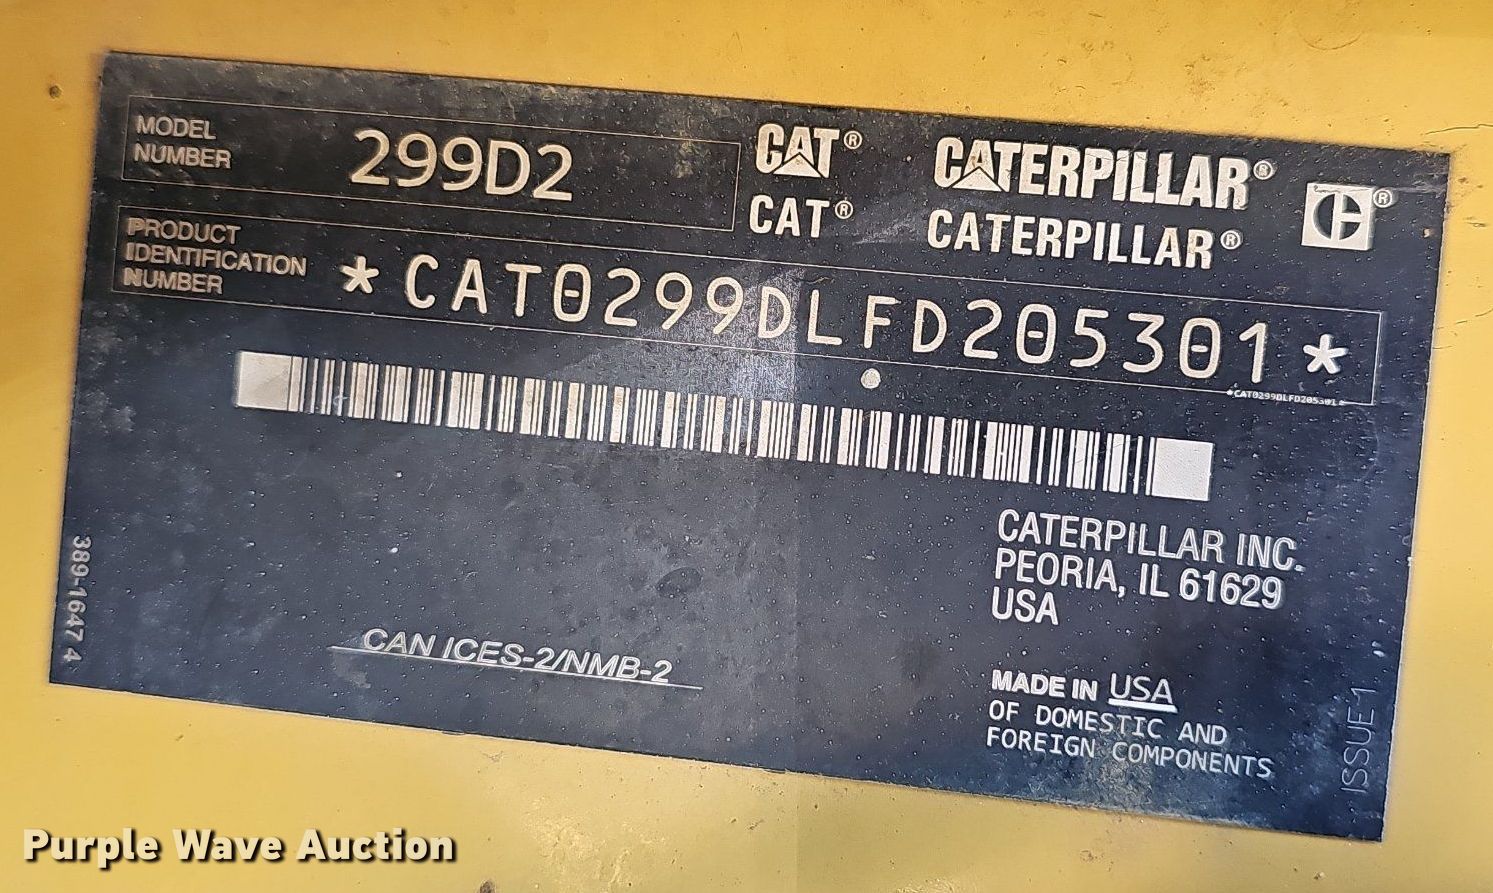 MODEL
NUMBER
299D2
CAT® CATERPILLAR® ®
CAT® CATERPILLAR®
PRODUCT
IDENTIFICATION
NUMBER
*CAT0299DLFD205301*
*CAT0299DLFD205301*
CATERPILLAR INC.
PEORIA, IL 61629
USA
389-1647 4
CAN ICES-2/NMB-2
MADE IN USA
OF DOMESTIC AND
FOREIGN COMPONENTS
ISSUE-1
Purple Wave Auction